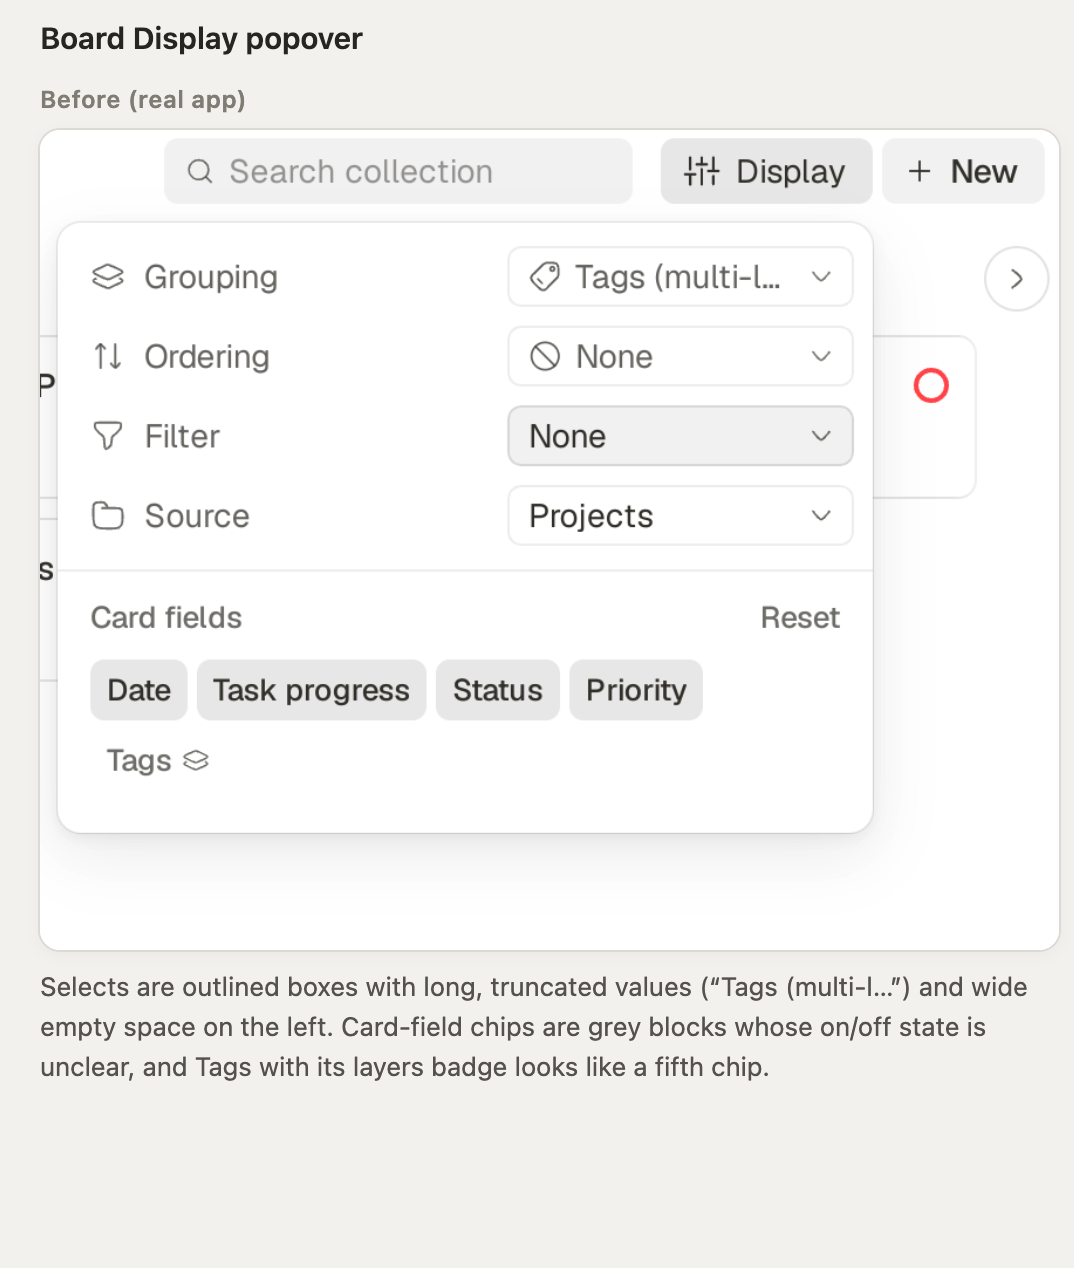 Board Display popover
Before (real app)
Search collection
Display
New
Grouping
Tags (multi-l...
Ordering
None
P
Filter
None
Source
Projects
s
Card fields
Reset
Date
Task progress
Status
Priority
Tags
Selects are outlined boxes with long, truncated values (“Tags (multi-l…”) and wide
empty space on the left. Card-field chips are grey blocks whose on/off state is
unclear, and Tags with its layers badge looks like a fifth chip.